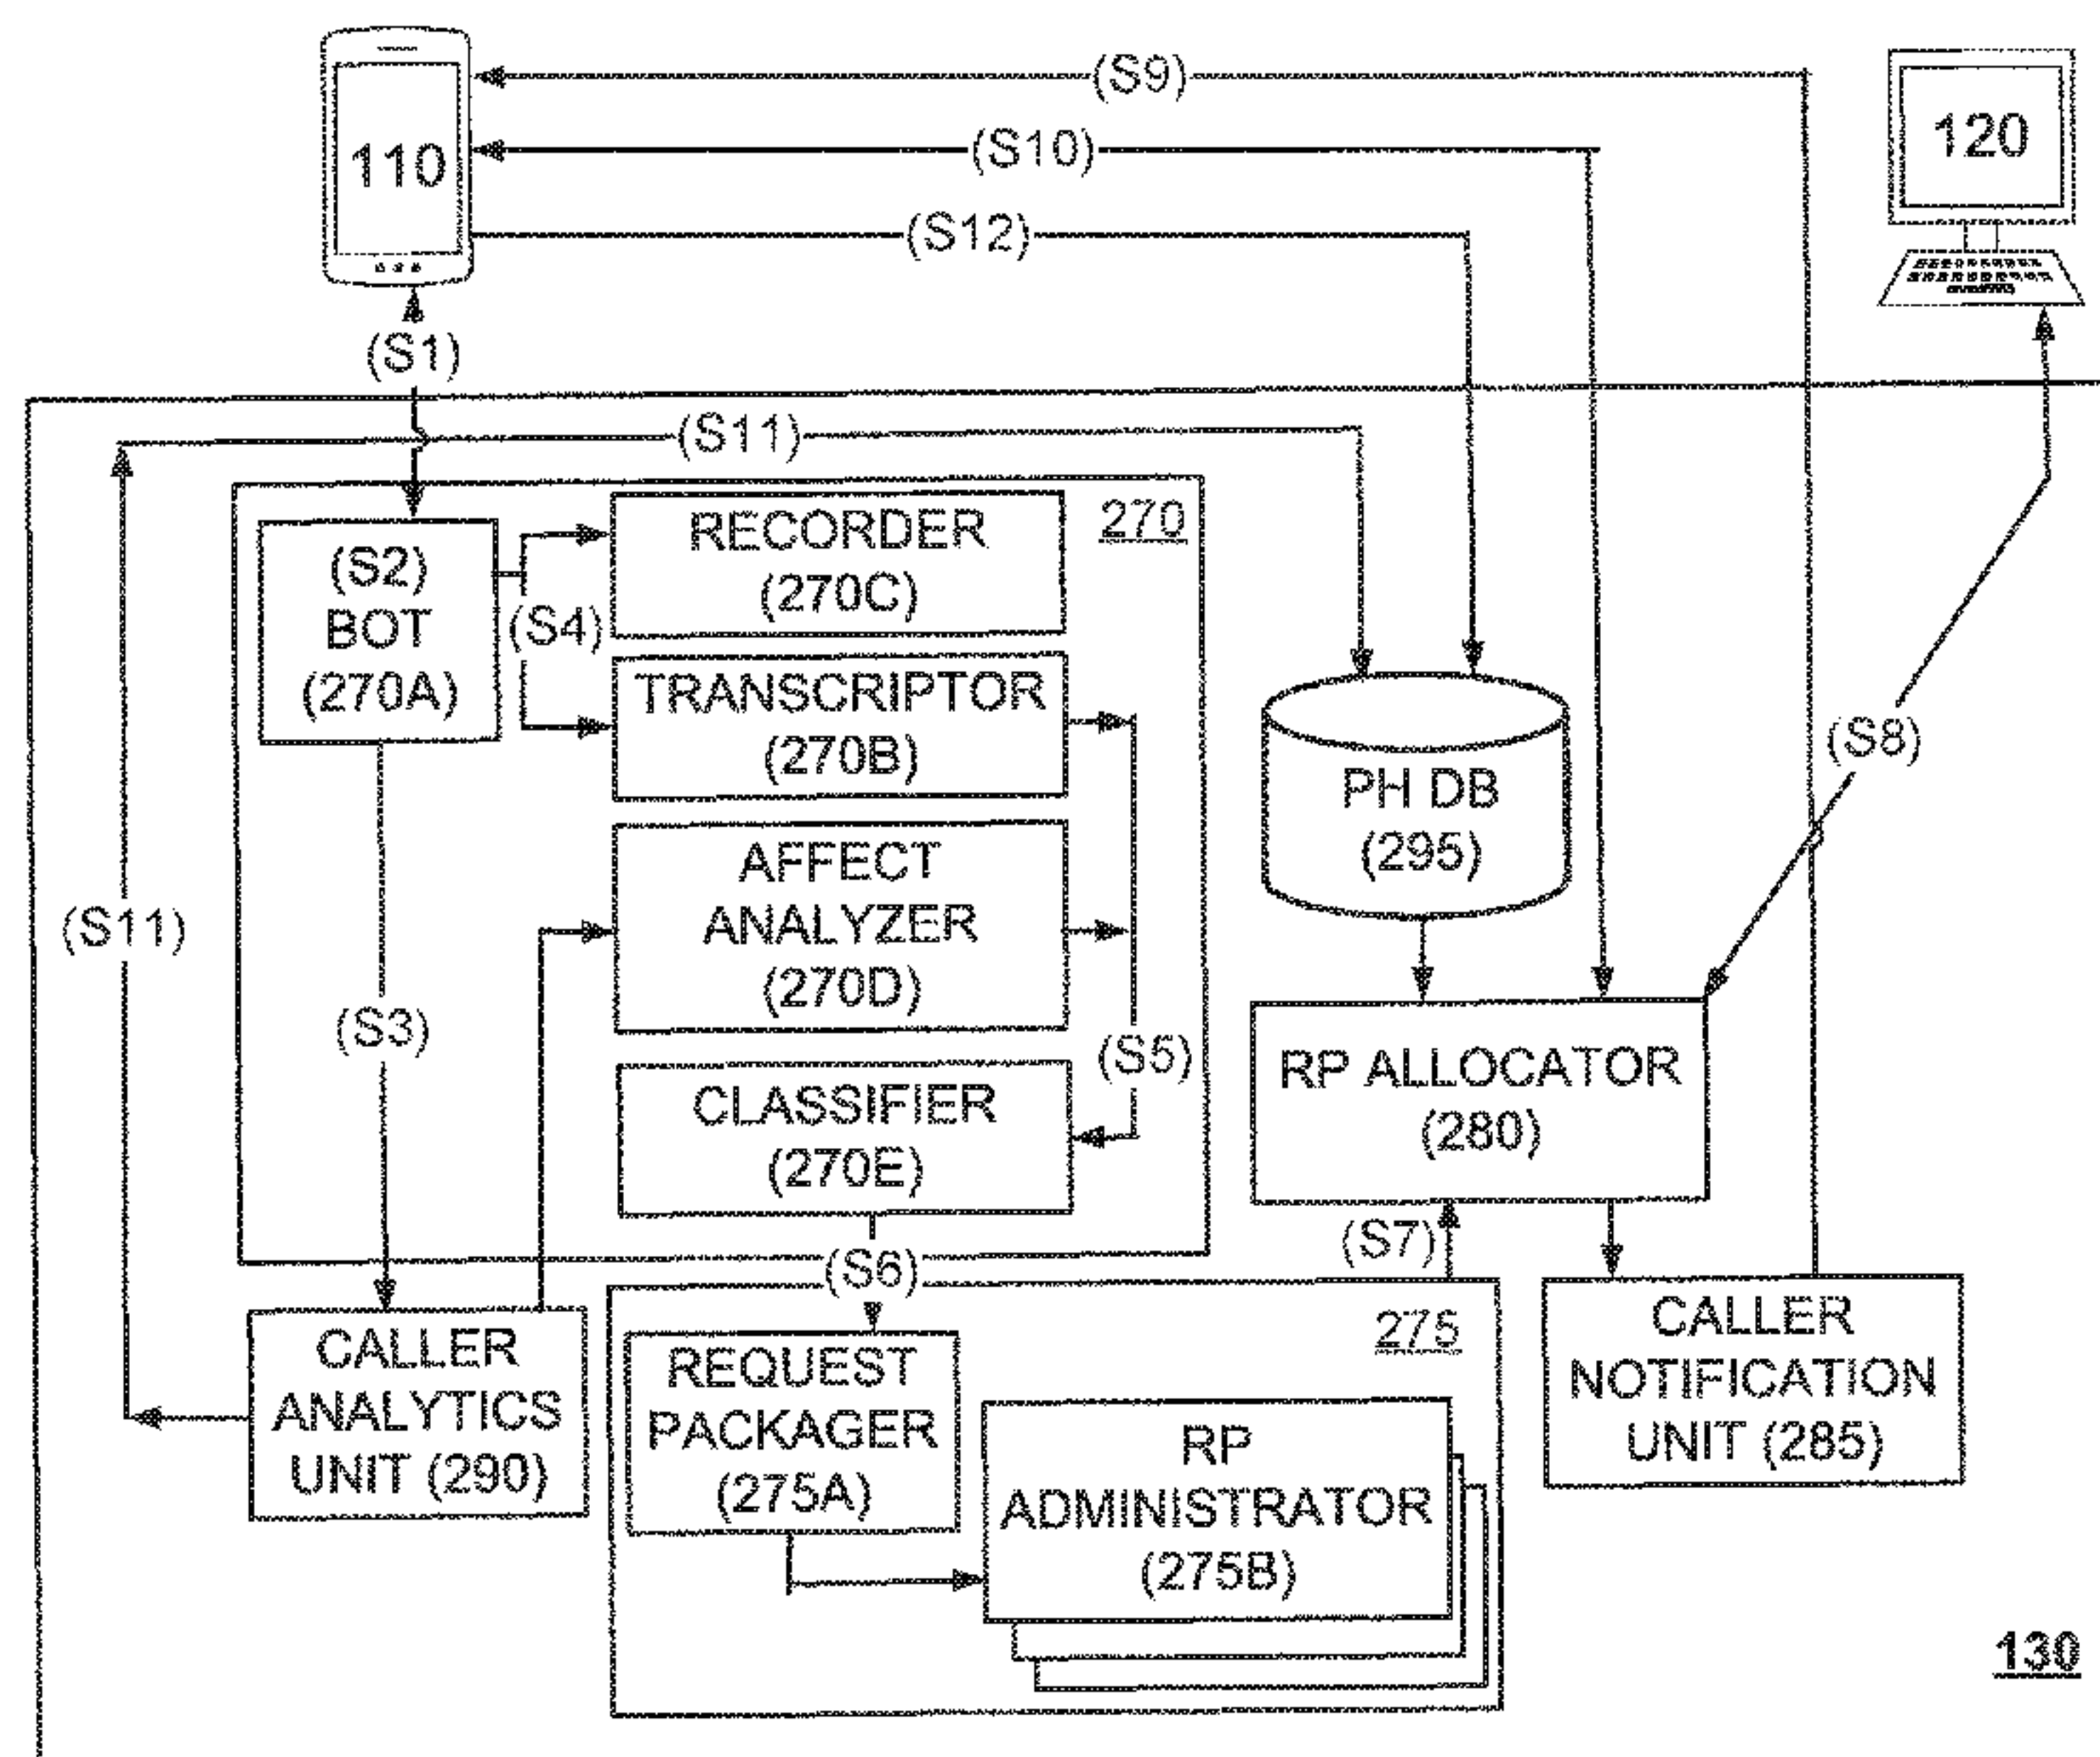 110
(S9)
(S10)
(S12)
120
(S1)
(S11)
270
(S2)
BOT
(270A)
(S4)
RECORDER
(270C)
TRANSCRIPTOR
(270B)
AFFECT
ANALYZER
(270D)
CLASSIFIER
(270E)
(S5)
(S3)
(S11)
PH DB
(295)
(S8)
RP ALLOCATOR
(280)
(S7)
(S6)
CALLER
ANALYTICS
UNIT (290)
275
REQUEST
PACKAGER
(275A)
RP
ADMINISTRATOR
(275B)
CALLER
NOTIFICATION
UNIT (285)
130